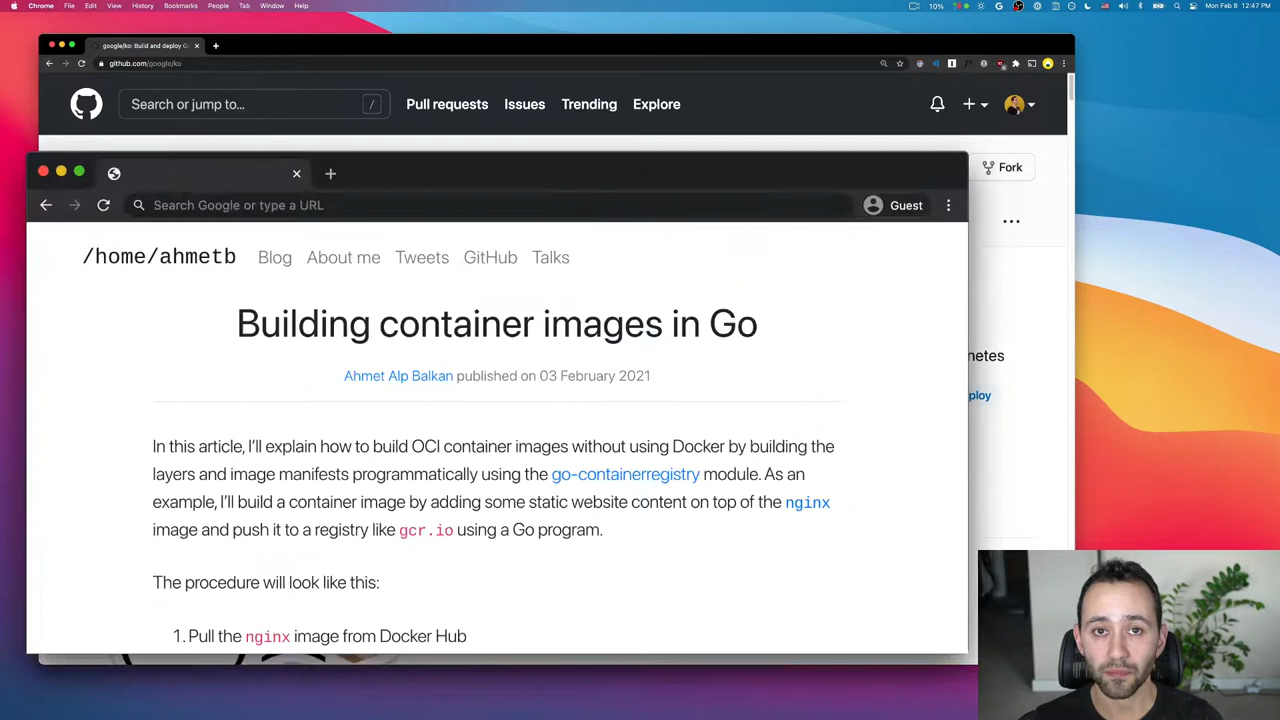 Chrome File Edit View History Bookmarks People Tab Window Help
10%
Mon Feb 8 12:47 PM
google/ko: Build and deploy G
github.com/google/ko
Search or jump to… /
Pull requests Issues Trending Explore
Fork
Search Google or type a URL
Guest
/home/ahmetb Blog About me Tweets GitHub Talks
Building container images in Go
netes
Ahmet Alp Balkan published on 03 February 2021
ploy
In this article, I’ll explain how to build OCI container images without using Docker by building the
layers and image manifests programmatically using the go-containerregistry module. As an
example, I’ll build a container image by adding some static website content on top of the nginx
image and push it to a registry like gcr.io using a Go program.
The procedure will look like this:
1. Pull the nginx image from Docker Hub